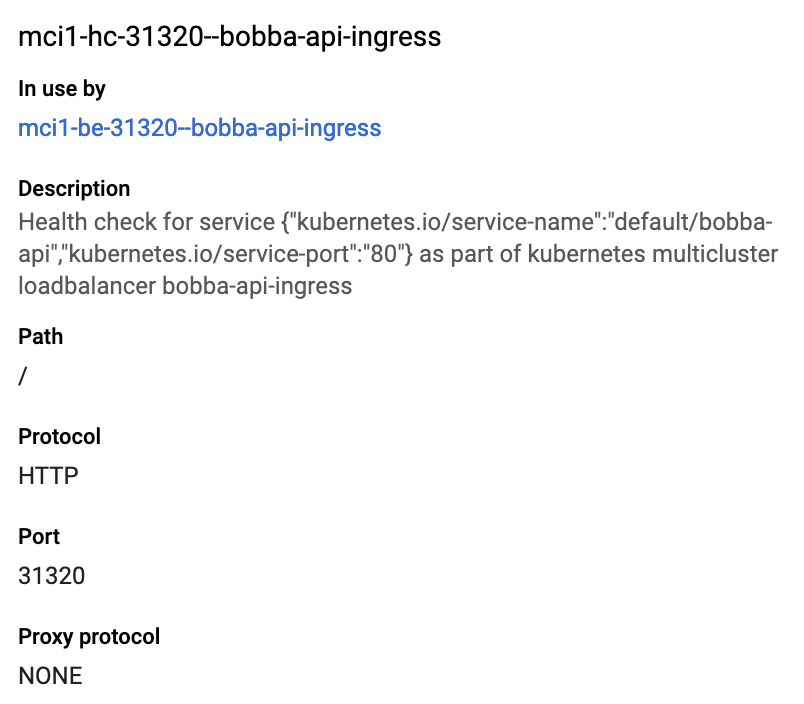 mci1-hc-31320--bobba-api-ingress
In use by
mci1-be-31320--bobba-api-ingress
Description
Health check for service {"kubernetes.io/service-name":"default/bobba-
api","kubernetes.io/service-port":"80"} as part of kubernetes multicluster
loadbalancer bobba-api-ingress
Path
/
Protocol
HTTP
Port
31320
Proxy protocol
NONE